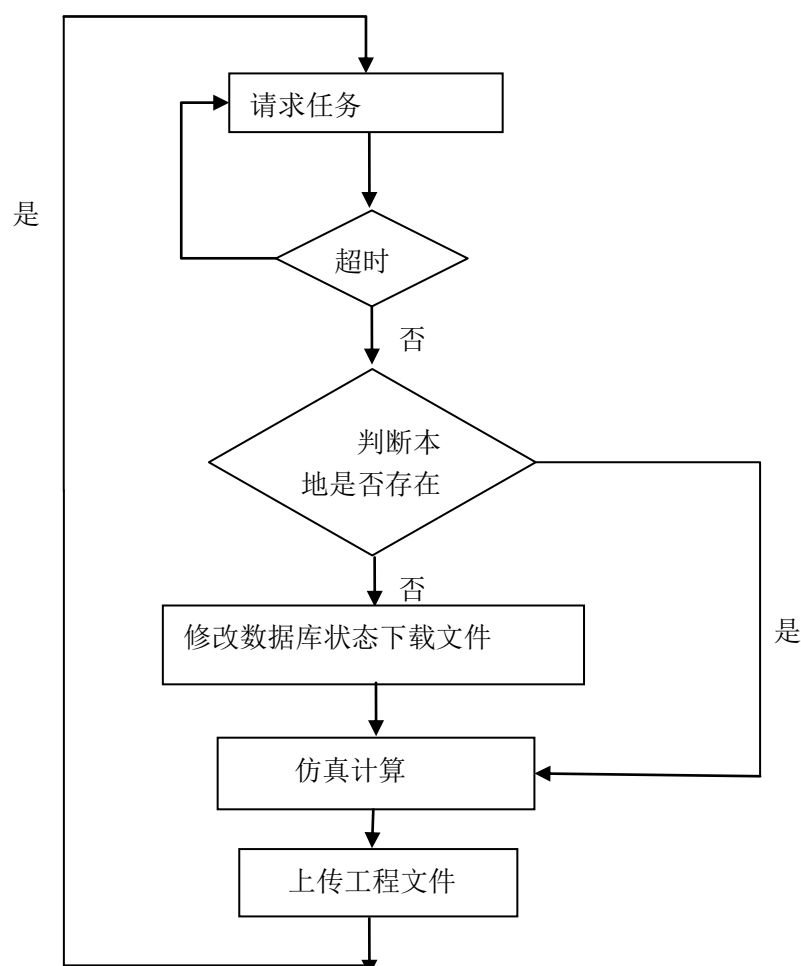 请求任务
是
超时
否
判断本
地是否存在
否
修改数据库状态下载文件
是
仿真计算
上传工程文件